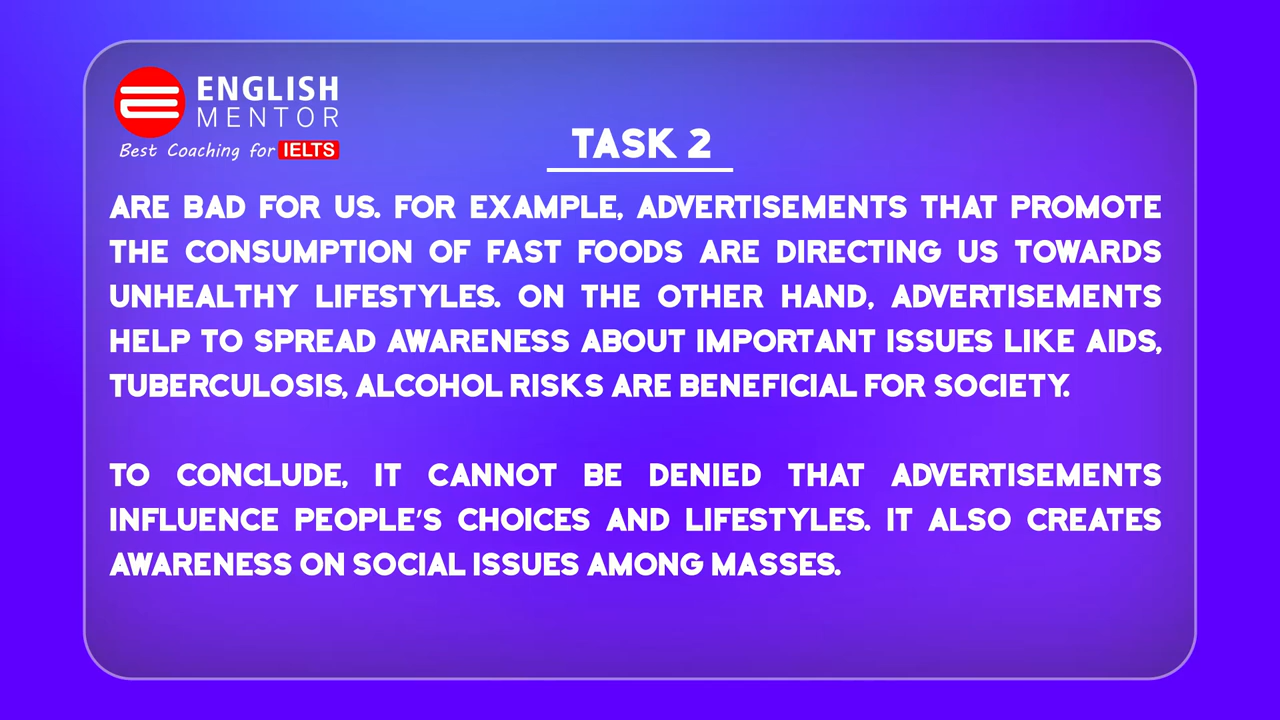 ENGLISH
MENTOR
Best Coaching for IELTS
TASK 2
ARE BAD FOR US. FOR EXAMPLE, ADVERTISEMENTS THAT PROMOTE
THE CONSUMPTION OF FAST FOODS ARE DIRECTING US TOWARDS
UNHEALTHY LIFESTYLES. ON THE OTHER HAND, ADVERTISEMENTS
HELP TO SPREAD AWARENESS ABOUT IMPORTANT ISSUES LIKE AIDS,
TUBERCULOSIS, ALCOHOL RISKS ARE BENEFICIAL FOR SOCIETY.
TO CONCLUDE, IT CANNOT BE DENIED THAT ADVERTISEMENTS
INFLUENCE PEOPLE'S CHOICES AND LIFESTYLES. IT ALSO CREATES
AWARENESS ON SOCIAL ISSUES AMONG MASSES.